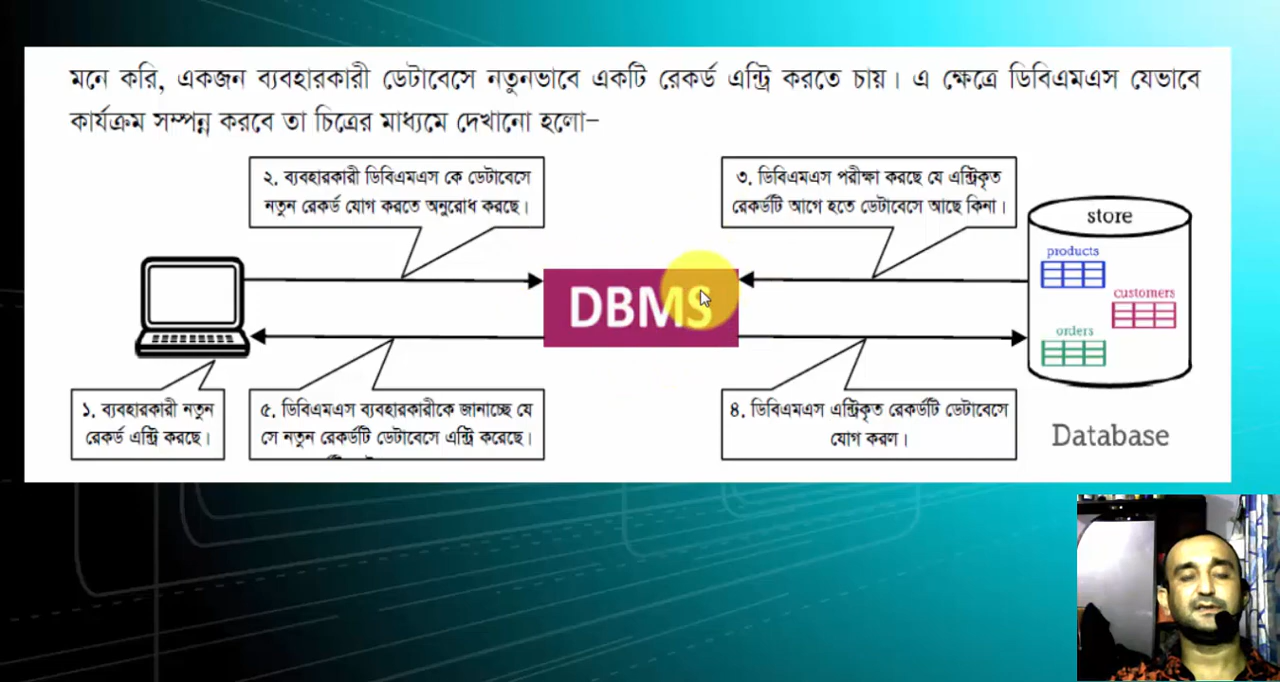 মনে করি, একজন ব্যবহারকারী ডেটাবেসে নতুনভাবে একটি রেকর্ড এন্ট্রি করতে চায়। এ ক্ষেত্রে ডিবিএমএস যেভাবে
কার্যক্রম সম্পন্ন করবে তা চিত্রের মাধ্যমে দেখানো হলো–
২. ব্যবহারকারী ডিবিএমএস কে ডেটাবেসে
নতুন রেকর্ড যোগ করতে অনুরোধ করছে।
৩. ডিবিএমএস পরীক্ষা করছে যে এন্ট্রিকৃত
রেকর্ডটি আগে হতে ডেটাবেসে আছে কিনা।
store
products
customers
orders
DBMS
১. ব্যবহারকারী নতুন
রেকর্ড এন্ট্রি করছে।
৫. ডিবিএমএস ব্যবহারকারীকে জানাচ্ছে যে
সে নতুন রেকর্ডটি ডেটাবেসে এন্ট্রি করেছে।
৪. ডিবিএমএস এন্ট্রিকৃত রেকর্ডটি ডেটাবেসে
যোগ করণ।
Database